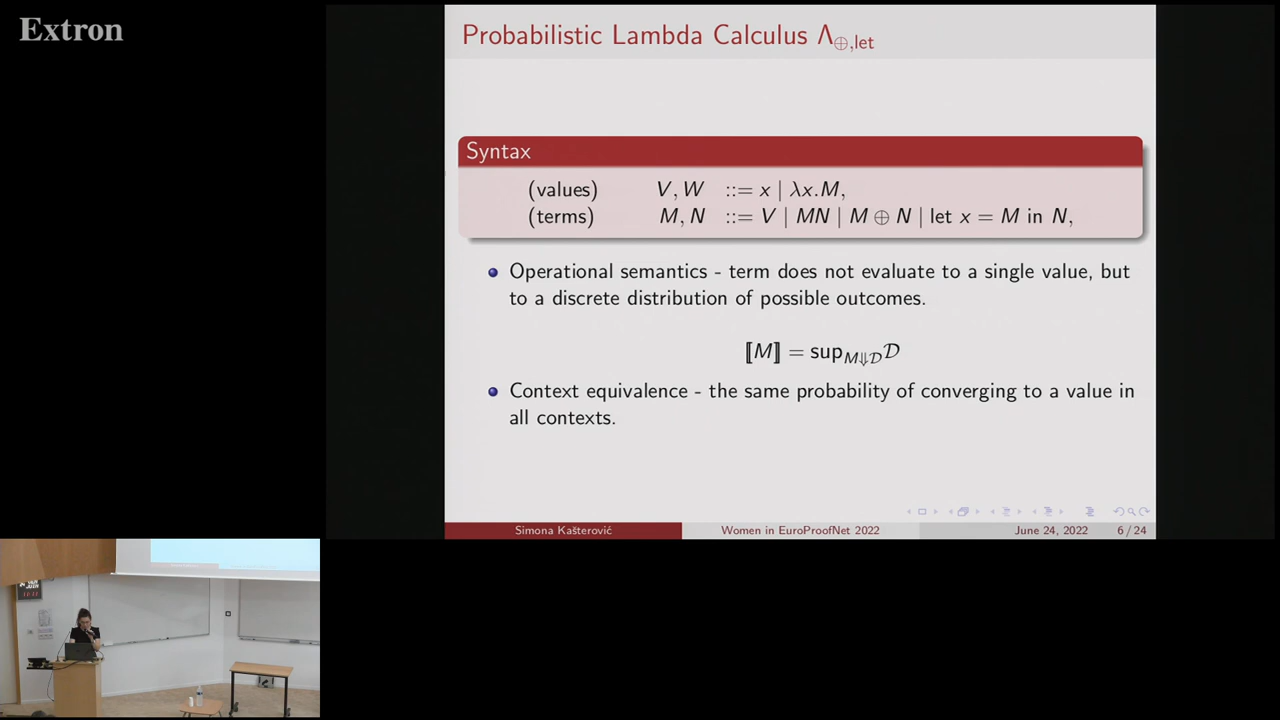 Extron
Probabilistic Lambda Calculus Λ⊕,let
Syntax
(values) V, W ::= x | λx.M,
(terms) M, N ::= V | MN | M ⊕ N | let x = M in N,
Operational semantics - term does not evaluate to a single value, but
to a discrete distribution of possible outcomes.
⟦M⟧ = sup_{M⇓𝒟} 𝒟
Context equivalence - the same probability of converging to a value in
all contexts.
Simona Kašterović Women in EuroProofNet 2022 June 24, 2022 6 / 24